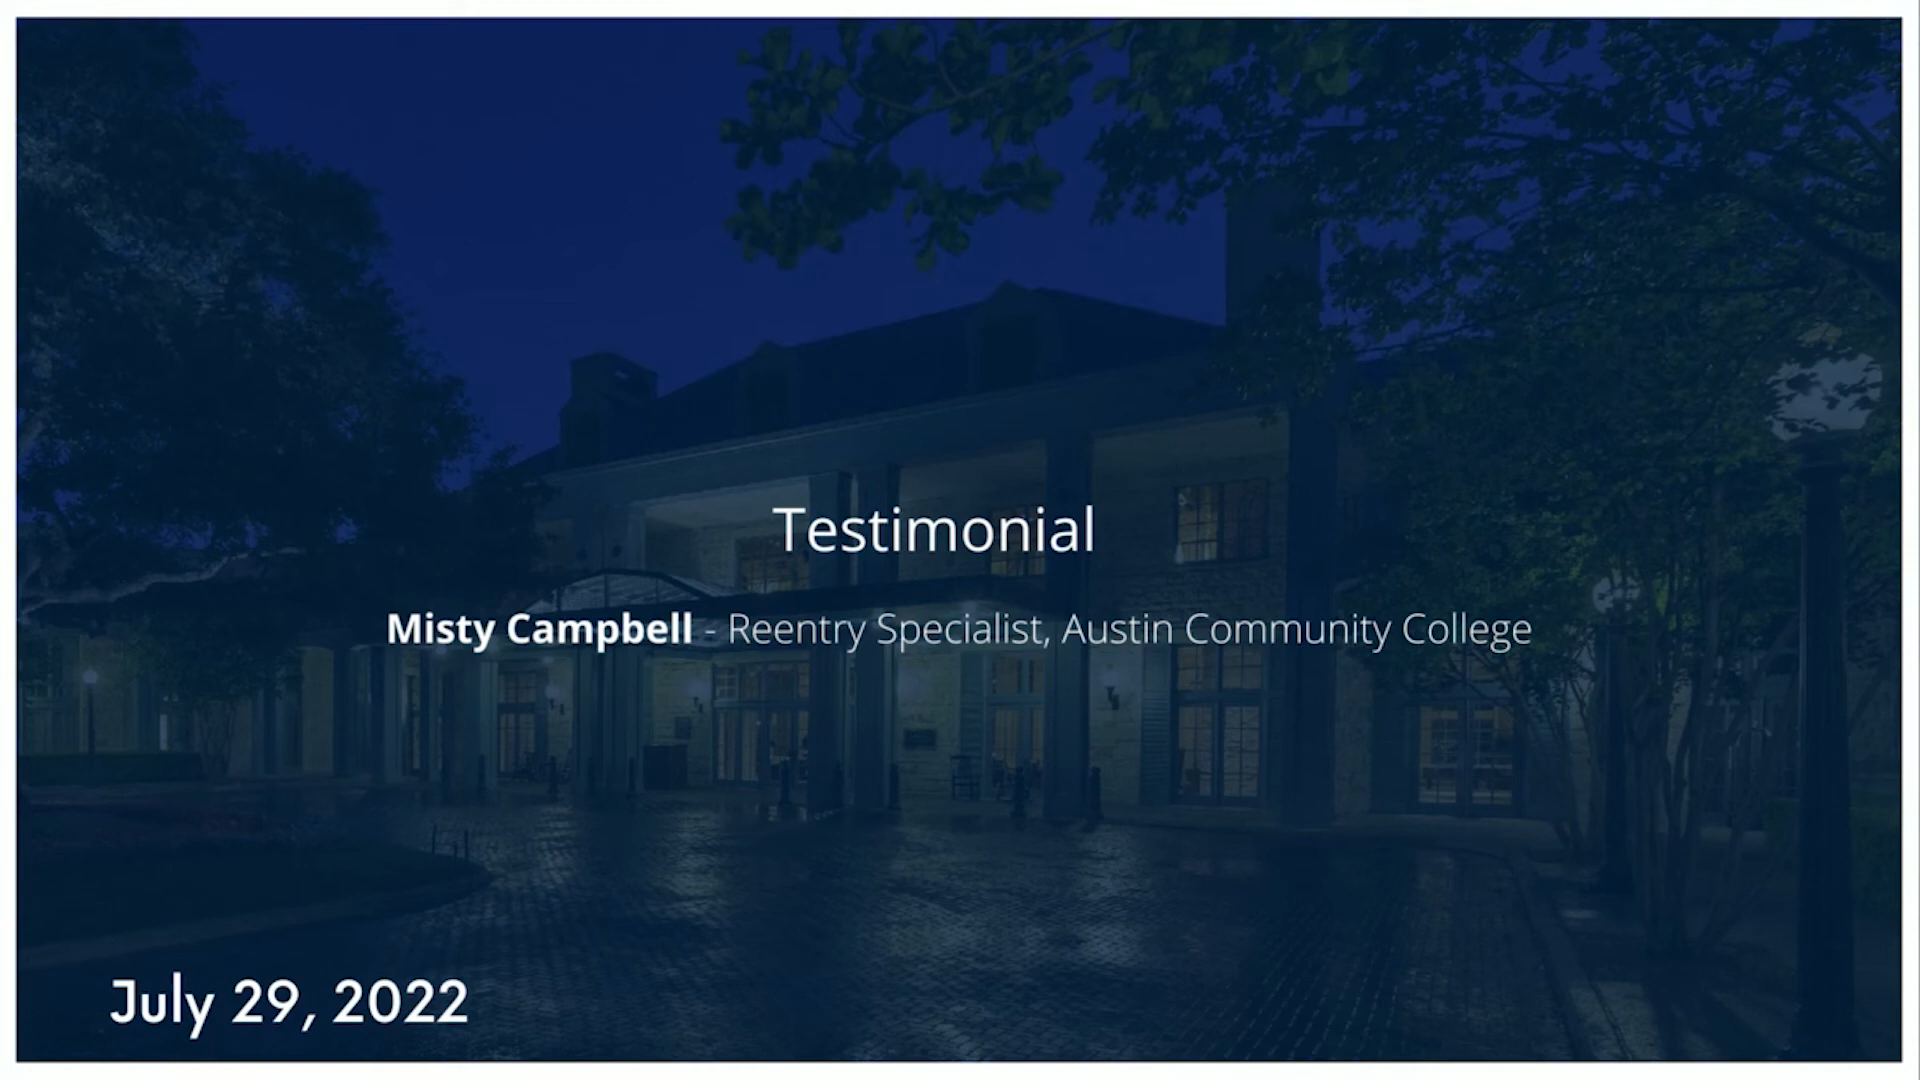 Testimonial
Misty Campbell - Reentry Specialist, Austin Community College
July 29, 2022